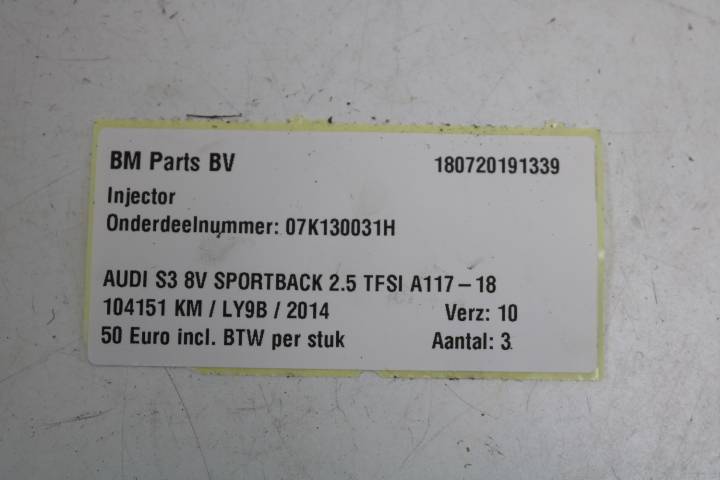 BM Parts BV 180720191339
Injector
Onderdeelnummer: 07K130031H
AUDI S3 8V SPORTBACK 2.5 TFSI A117-18
104151 KM / LY9B / 2014 Verz: 10
50 Euro incl. BTW per stuk Aantal: 3